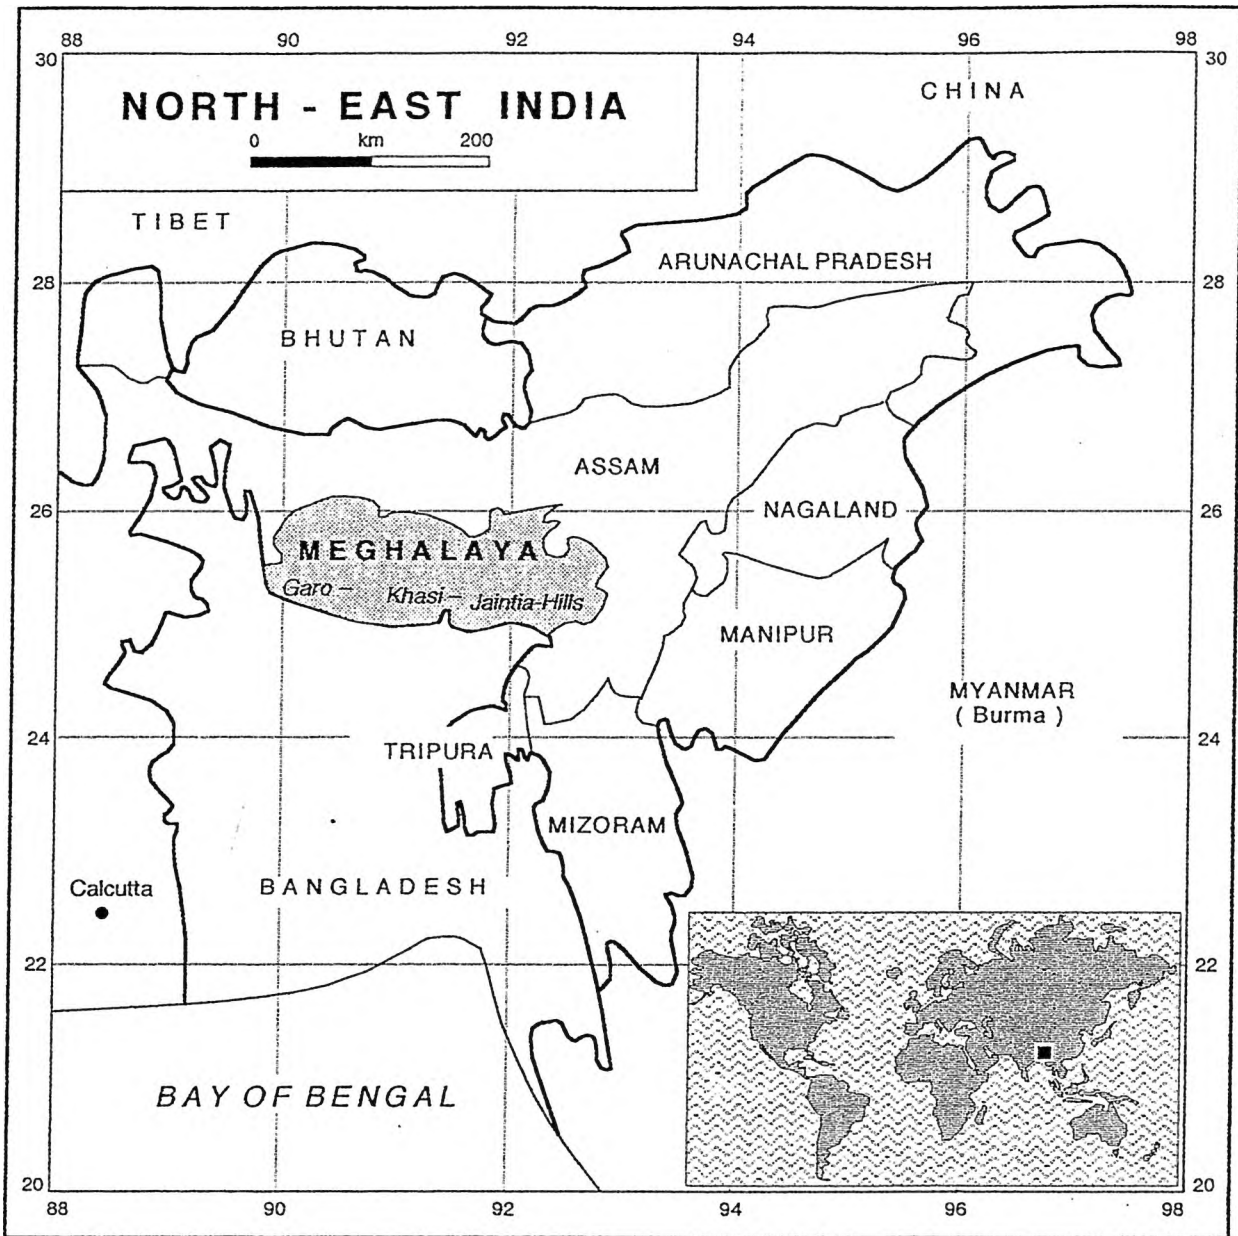 88 90 92 94 96 98
30 30
NORTH - EAST INDIA
0 km 200
CHINA
TIBET
ARUNACHAL PRADESH
28 28
BHUTAN
ASSAM
26 26
NAGALAND
MEGHALAYA
Garo – Khasi – Jaintia-Hills
MANIPUR
MYANMAR
( Burma )
24 24
TRIPURA
MIZORAM
Calcutta
BANGLADESH
22 22
BAY OF BENGAL
20 20
88 90 92 94 96 98